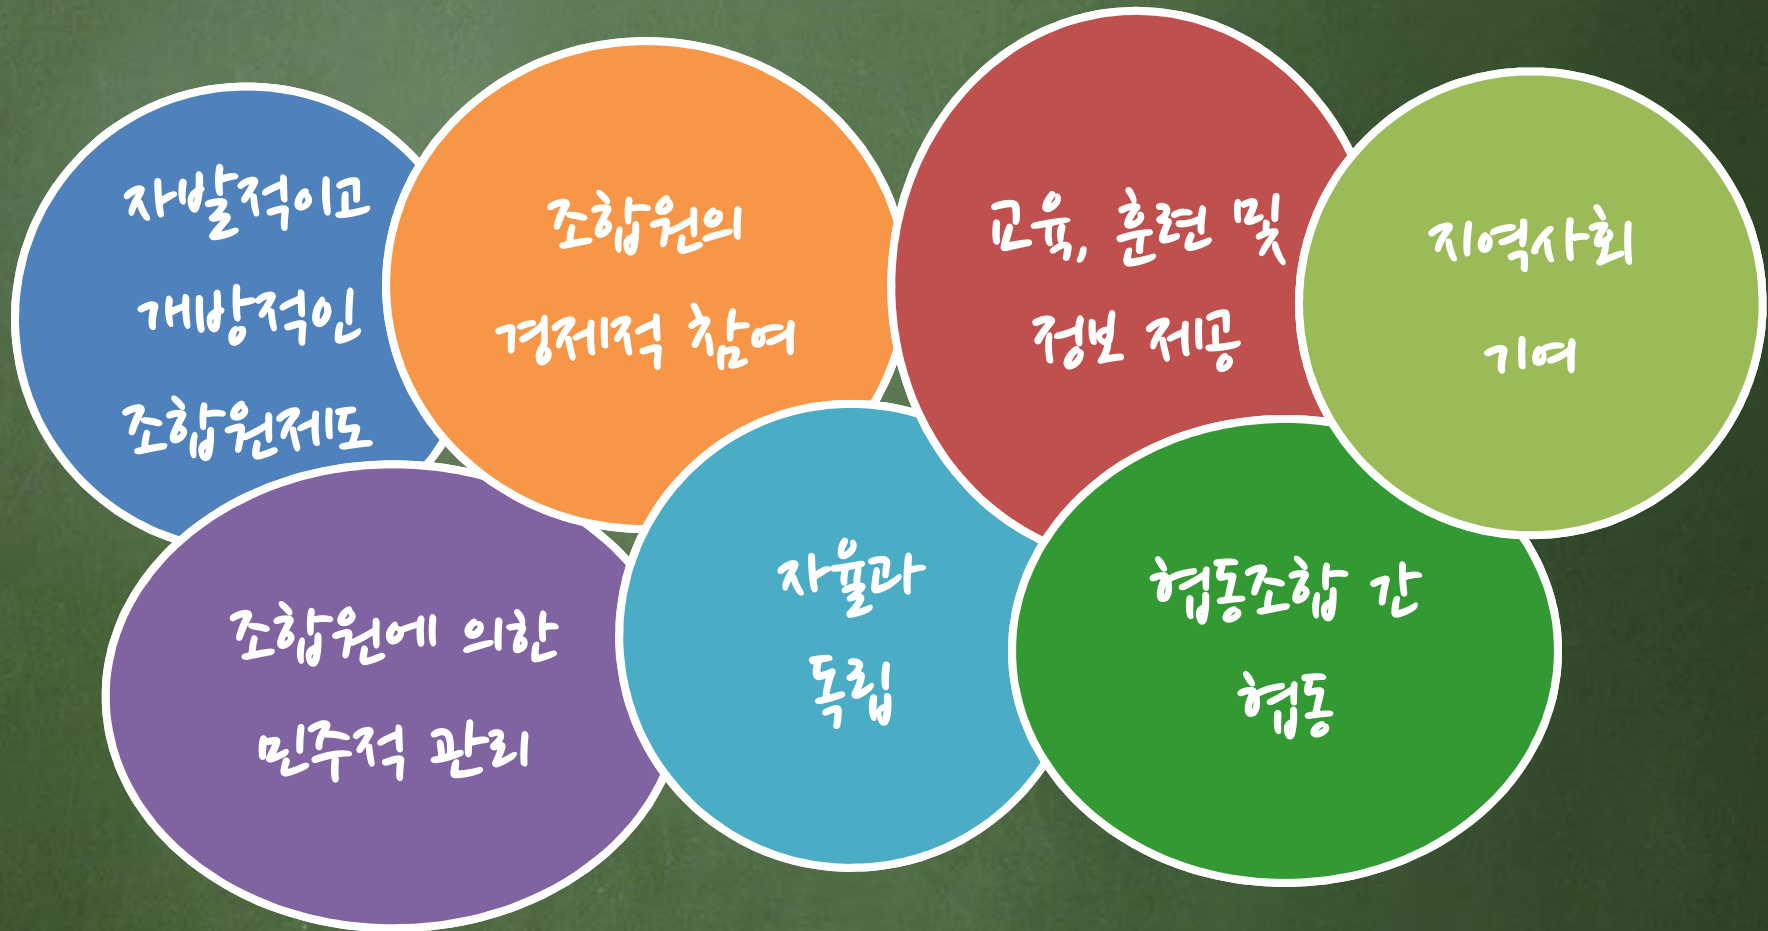 자발적이고
개방적인
조합원제도
조합원에 의한
민주적 관리
조합원의
경제적 참여
자율과
독립
교육, 훈련 및
정보 제공
협동조합 간
협동
지역사회
기여